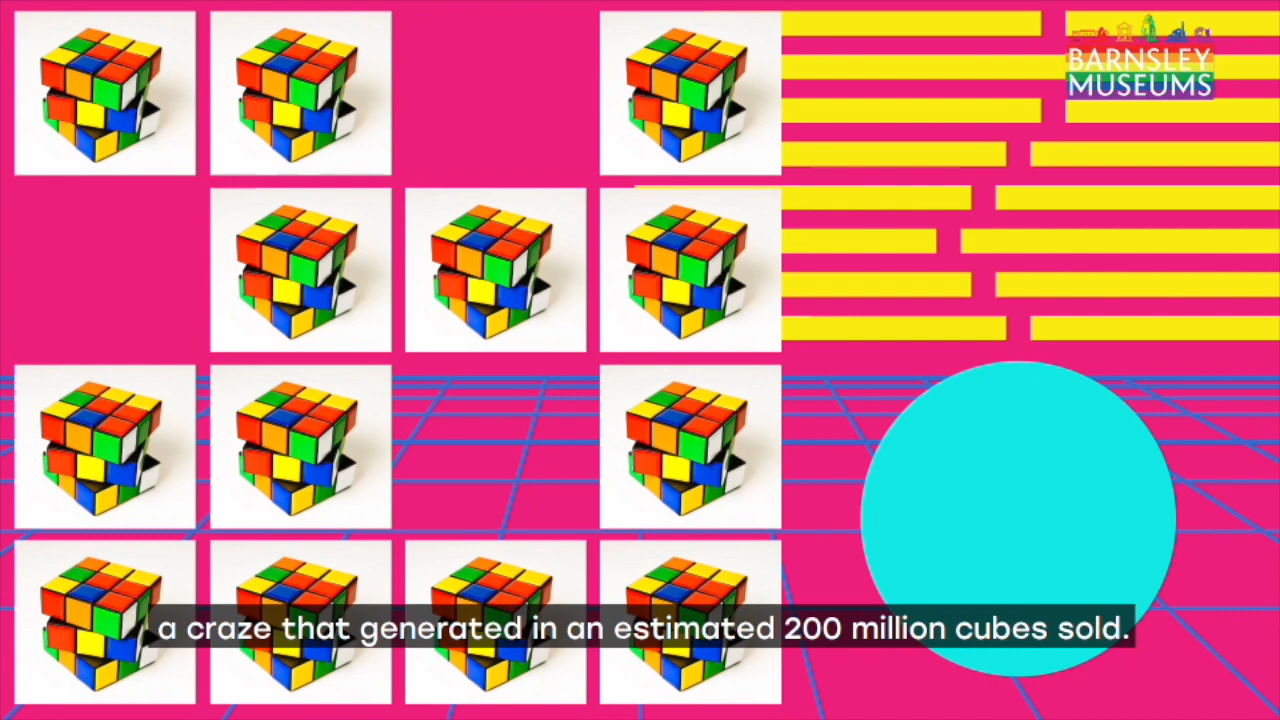 BARNSLEY
MUSEUMS
a craze that generated in an estimated 200 million cubes sold.